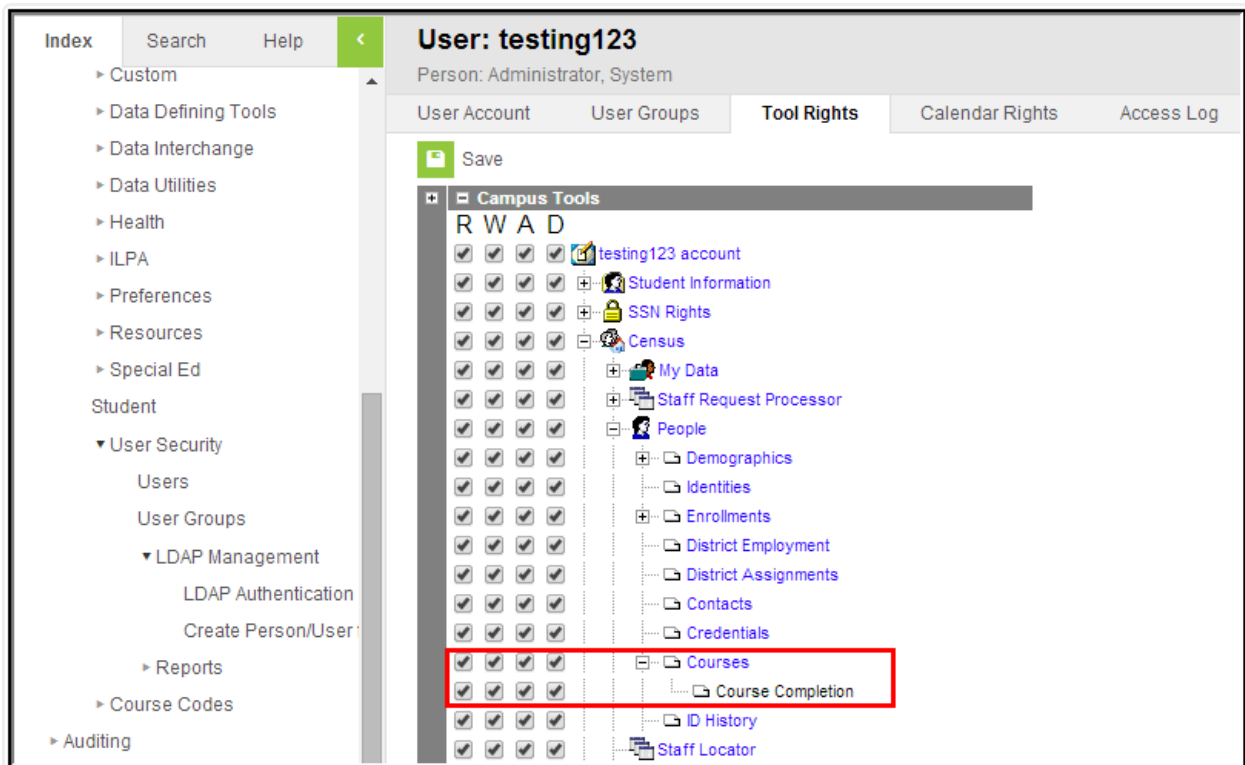 Index Search Help
Custom
Data Defining Tools
Data Interchange
Data Utilities
Health
ILPA
Preferences
Resources
Special Ed
Student
User Security
Users
User Groups
LDAP Management
LDAP Authentication
Create Person/User
Reports
Course Codes
Auditing
User: testing123
Person: Administrator, System
User Account User Groups Tool Rights Calendar Rights Access Log
Save
Campus Tools
R W A D
testing123 account
Student Information
SSN Rights
Census
My Data
Staff Request Processor
People
Demographics
Identities
Enrollments
District Employment
District Assignments
Contacts
Credentials
Courses
Course Completion
ID History
Staff Locator